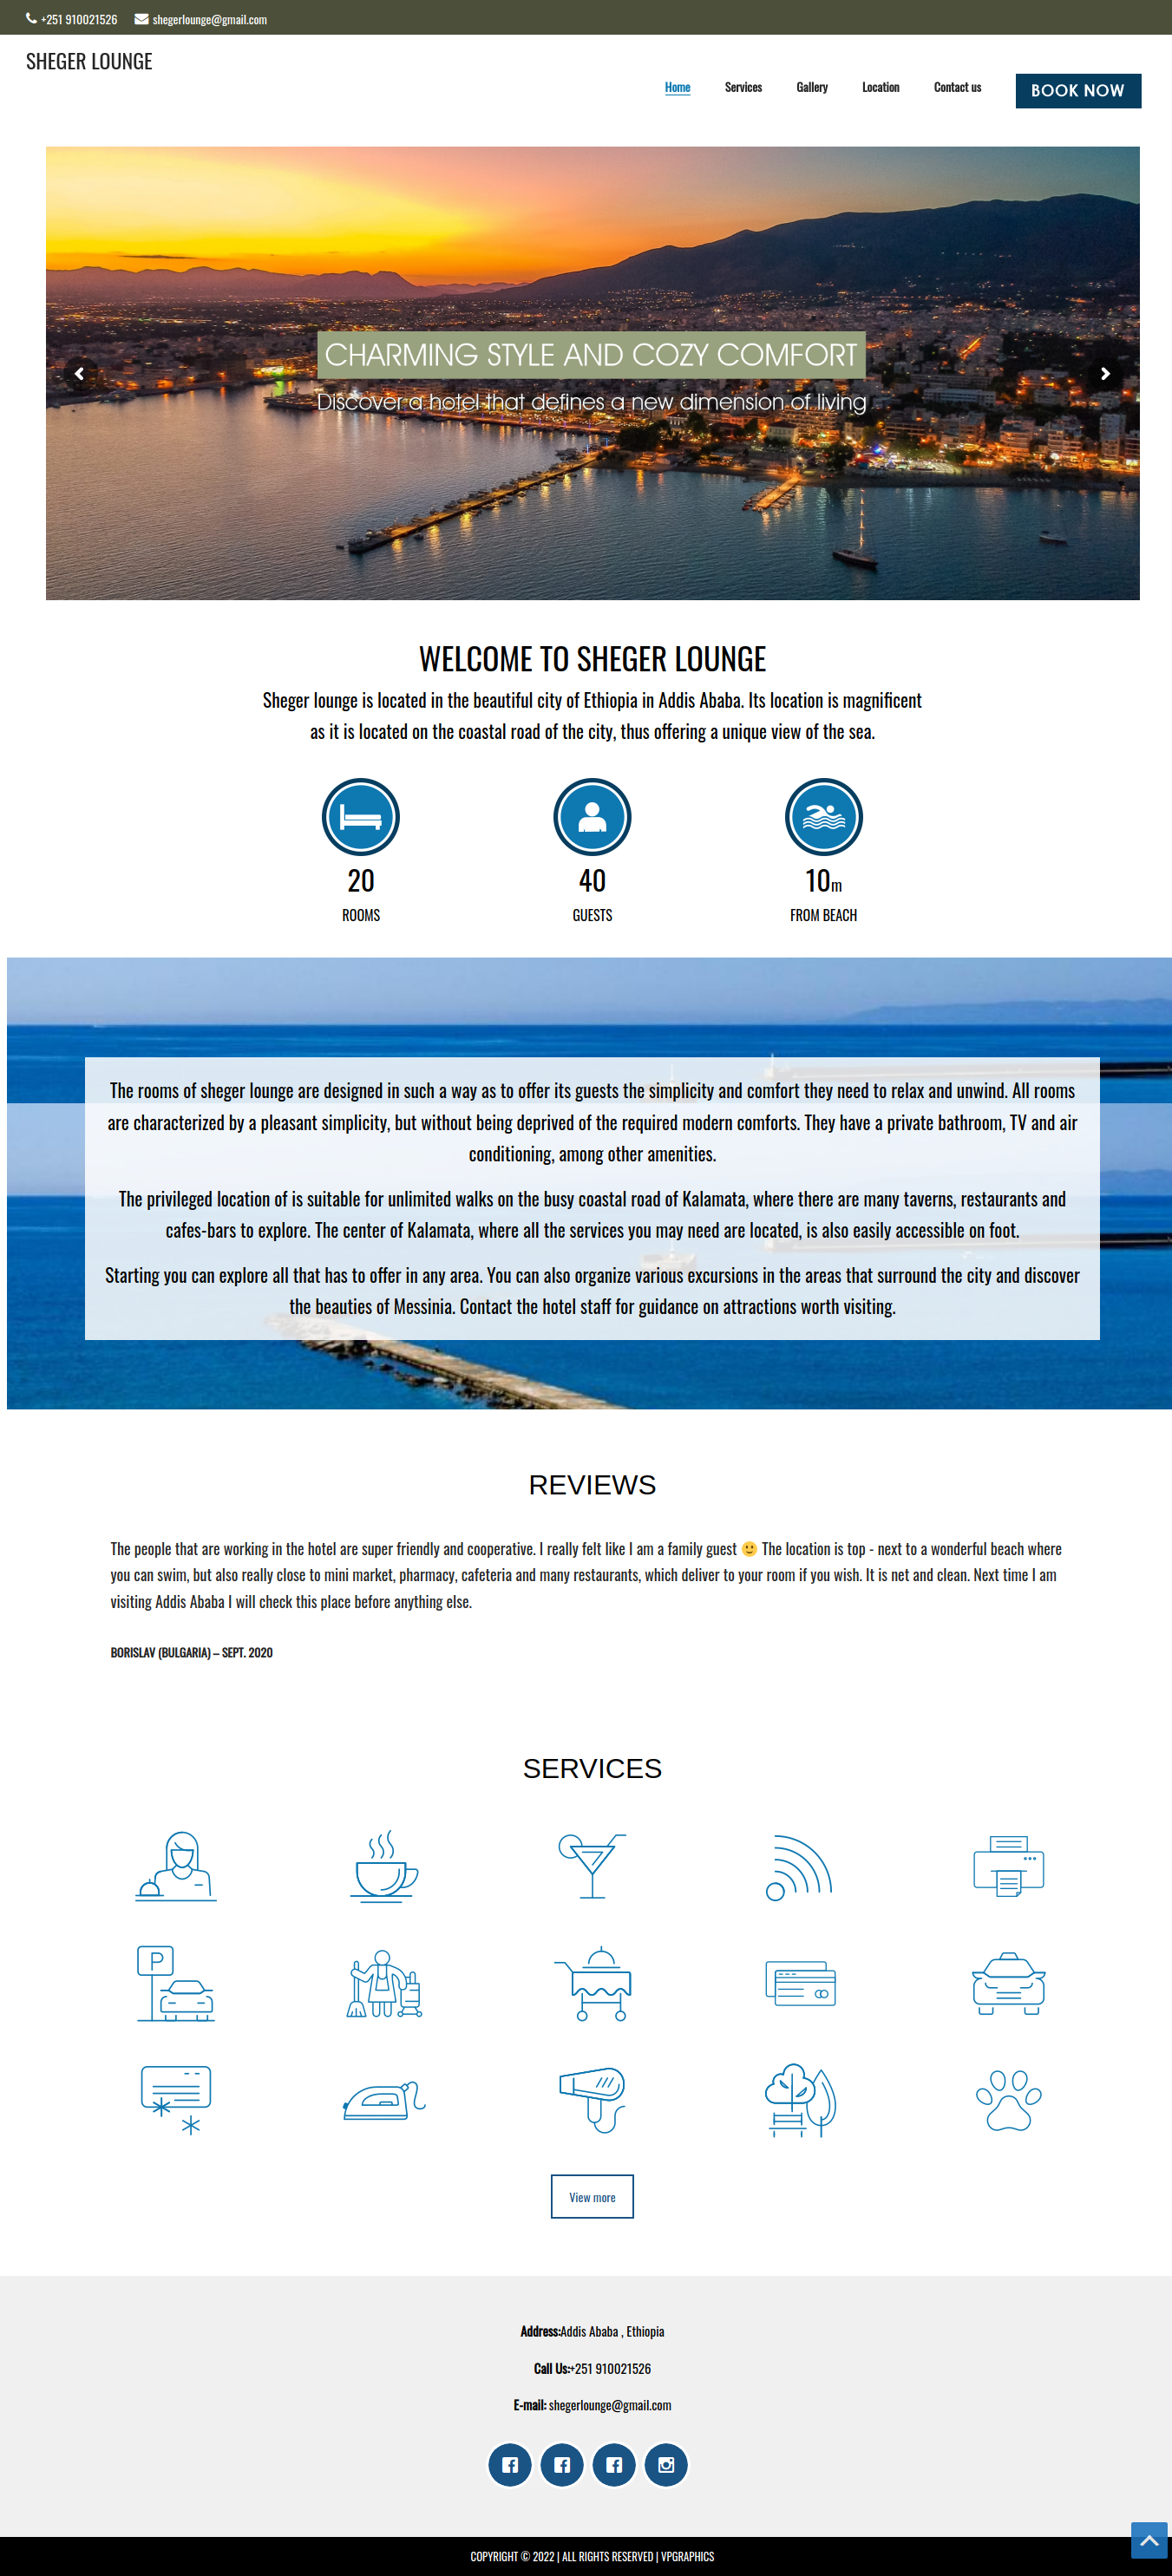 +251 910021526 shegerlounge@gmail.com
SHEGER LOUNGE
Home Services Gallery Location Contact us BOOK NOW
CHARMING STYLE AND COZY COMFORT
Discover a hotel that defines a new dimension of living
WELCOME TO SHEGER LOUNGE
Sheger lounge is located in the beautiful city of Ethiopia in Addis Ababa. Its location is magnificent
as it is located on the coastal road of the city, thus offering a unique view of the sea.
20 40 10m
ROOMS GUESTS FROM BEACH
The rooms of sheger lounge are designed in such a way as to offer its guests the simplicity and comfort they need to relax and unwind. All rooms
are characterized by a pleasant simplicity, but without being deprived of the required modern comforts. They have a private bathroom, TV and air
conditioning, among other amenities.
The privileged location of is suitable for unlimited walks on the busy coastal road of Kalamata, where there are many taverns, restaurants and
cafes-bars to explore. The center of Kalamata, where all the services you may need are located, is also easily accessible on foot.
Starting you can explore all that has to offer in any area. You can also organize various excursions in the areas that surround the city and discover
the beauties of Messinia. Contact the hotel staff for guidance on attractions worth visiting.
REVIEWS
The people that are working in the hotel are super friendly and cooperative. I really felt like I am a family guest 🙂 The location is top - next to a wonderful beach where
you can swim, but also really close to mini market, pharmacy, cafeteria and many restaurants, which deliver to your room if you wish. It is net and clean. Next time I am
visiting Addis Ababa I will check this place before anything else.
BORISLAV (BULGARIA) – SEPT. 2020
SERVICES
P
View more
Address:Addis Ababa , Ethiopia
Call Us:+251 910021526
E-mail: shegerlounge@gmail.com
COPYRIGHT © 2022 | ALL RIGHTS RESERVED | VPGRAPHICS